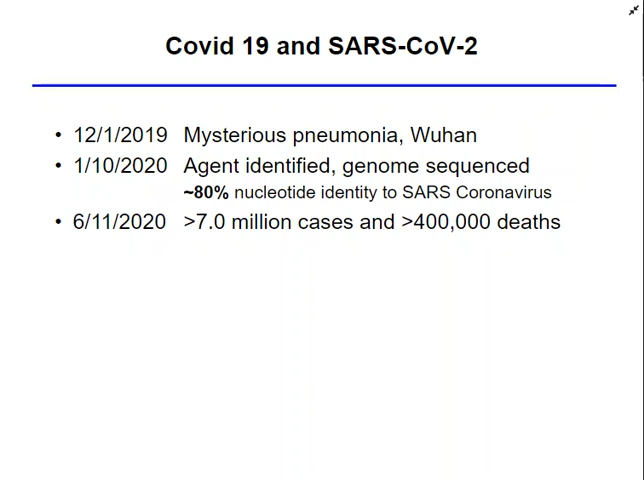 Covid 19 and SARS-CoV-2
• 12/1/2019 Mysterious pneumonia, Wuhan
• 1/10/2020 Agent identified, genome sequenced
~80% nucleotide identity to SARS Coronavirus
• 6/11/2020 >7.0 million cases and >400,000 deaths